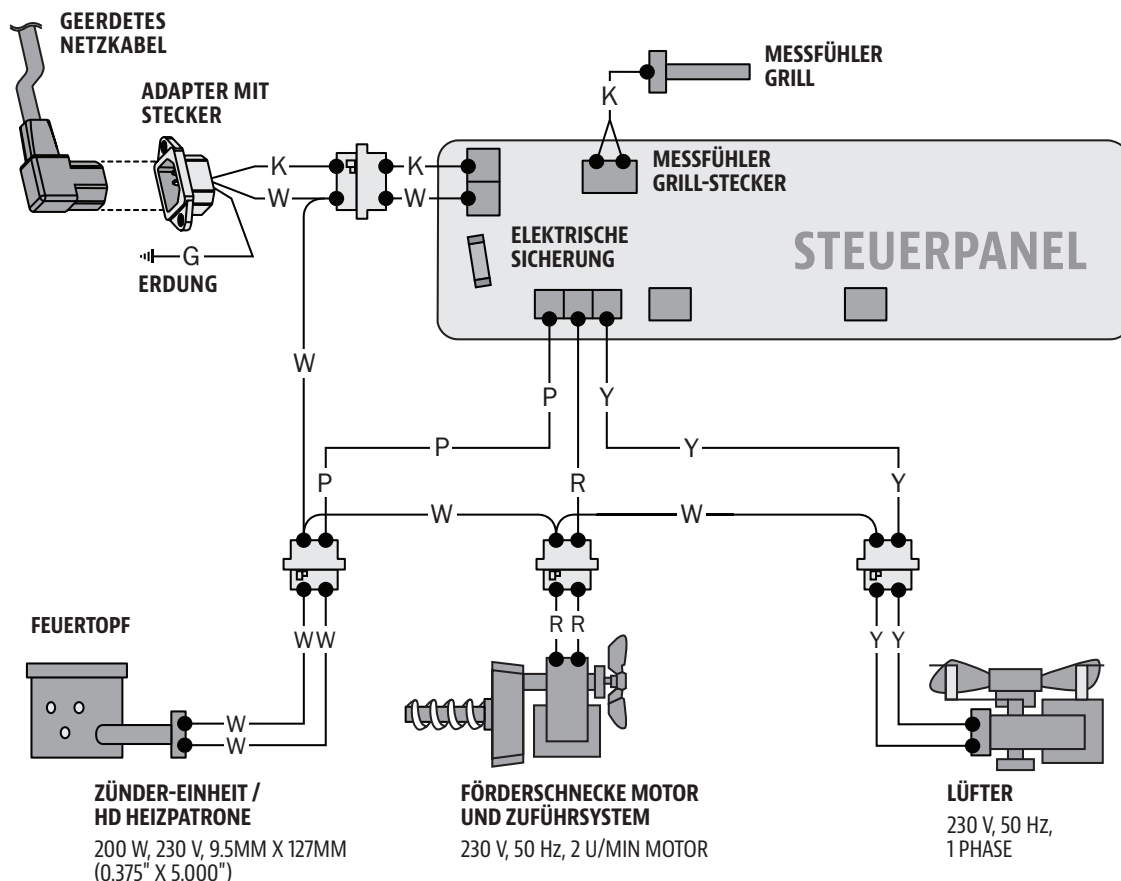 GEERDETES
NETZKABEL
ADAPTER MIT
STECKER
MESSFÜHLER
GRILL
K
MESSFÜHLER
GRILL-STECKER
K
K
W
W
ELEKTRISCHE
SICHERUNG
STEUERPANEL
G
ERDUNG
W
P
Y
P
Y
P
R
Y
W
W
FEUERTOPF
W W
R R
Y Y
W
W
ZÜNDER-EINHEIT /
HD HEIZPATRONE
200 W, 230 V, 9.5MM X 127MM
(0.375" X 5.000")
FÖRDERSCHNECKE MOTOR
UND ZUFÜHRSYSTEM
230 V, 50 Hz, 2 U/MIN MOTOR
LÜFTER
230 V, 50 Hz,
1 PHASE